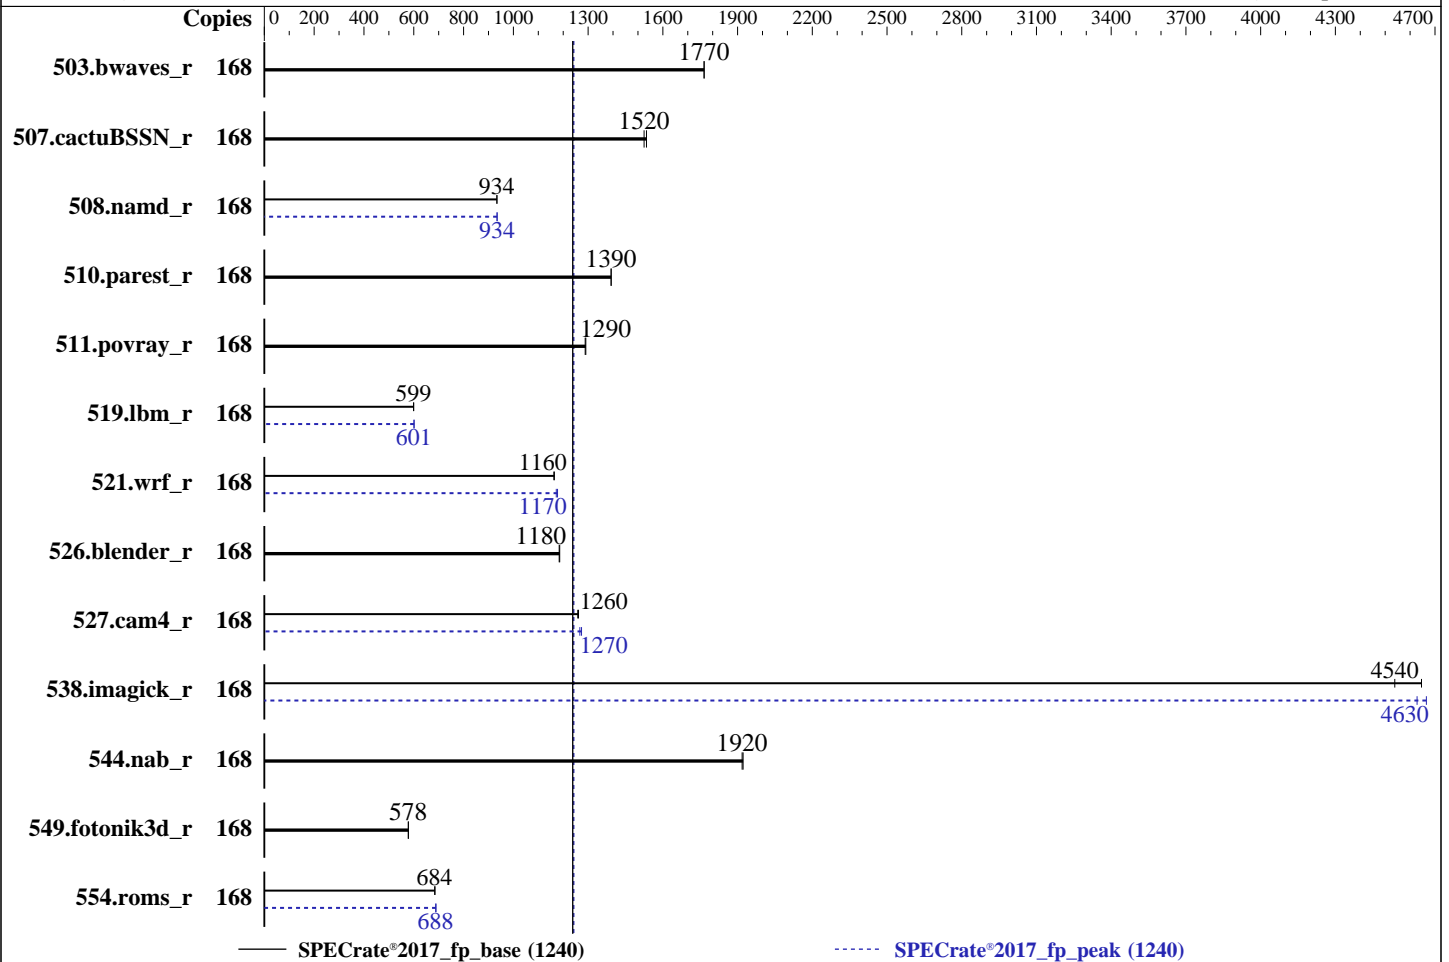 Copies 0 200 400 600 800 1000 1300 1600 1900 2200 2500 2800 3100 3400 3700 4000 4300 4700
503.bwaves_r 168 1770
507.cactuBSSN_r 168 1520
508.namd_r 168 934
934
510.parest_r 168 1390
511.povray_r 168 1290
519.lbm_r 168 599
601
521.wrf_r 168 1160
1170
526.blender_r 168 1180
527.cam4_r 168 1260
1270
538.imagick_r 168 4540
4630
544.nab_r 168 1920
549.fotonik3d_r 168 578
554.roms_r 168 684
688
SPECrate®2017_fp_base (1240) SPECrate®2017_fp_peak (1240)